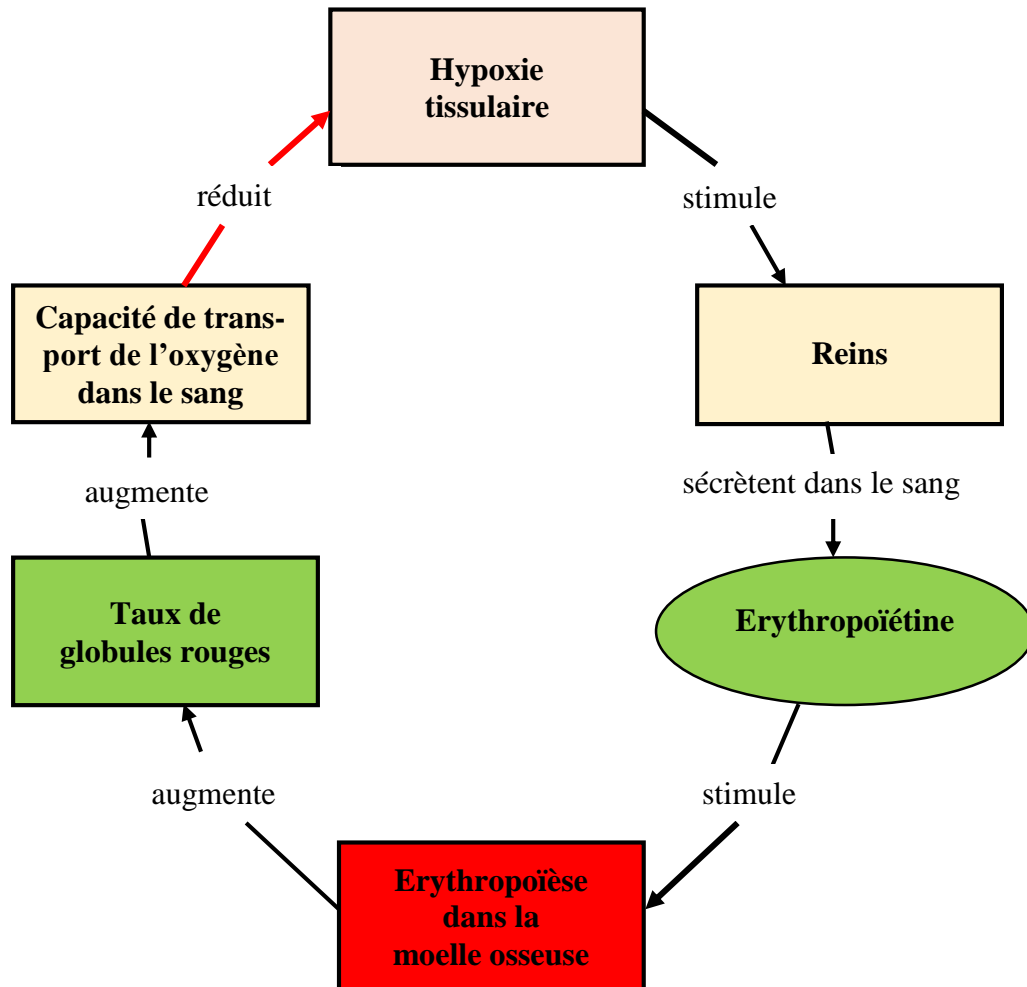 Hypoxie
tissulaire
stimule
Reins
sécrètent dans le sang
Erythropoïétine
stimule
Erythropoïèse
dans la
moelle osseuse
augmente
Taux de
globules rouges
augmente
Capacité de trans-
port de l’oxygène
dans le sang
réduit